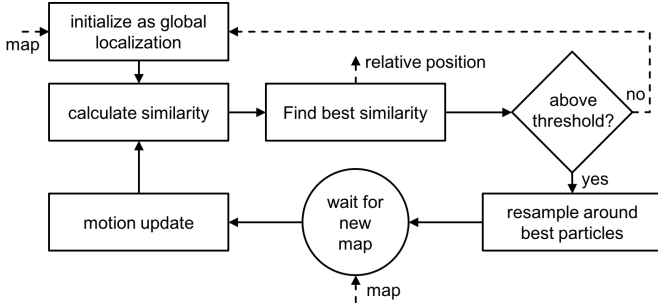 initialize as global
localization
map
calculate similarity
relative position
Find best similarity
above
threshold?
no
yes
resample around
best particles
wait for
new
map
motion update
map